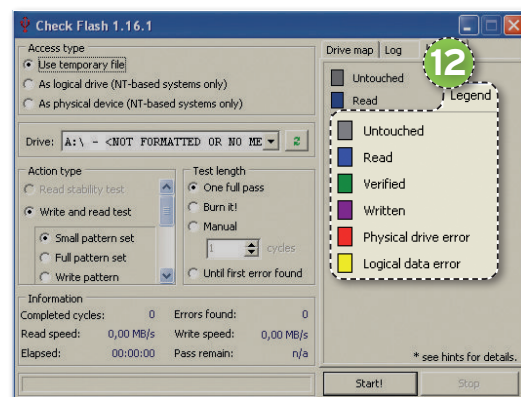 Check Flash 1.16.1
Access type
Use temporary file
As logical drive (NT-based systems only)
As physical device (NT-based systems only)
Drive: A:\ - <NOT FORMATTED OR NO ME
Action type
Read stability test
Write and read test
Small pattern set
Full pattern set
Write pattern
Test length
One full pass
Burn it!
Manual
1 cycles
Until first error found
Information
Completed cycles: 0 Errors found: 0
Read speed: 0,00 MB/s Write speed: 0,00 MB/s
Elapsed: 00:00:00 Pass remain: n/a
Drive map Log
12
Untouched
Read
Legend
Untouched
Read
Verified
Written
Physical drive error
Logical data error
* see hints for details.
Start! Stop